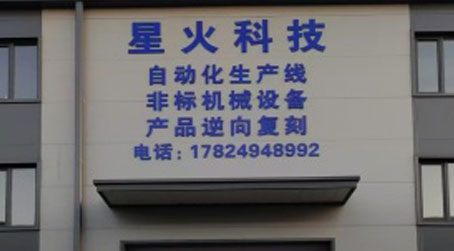 星火科技
自动化生产线
非标机械设备
产品逆向复刻
电话：17824948992